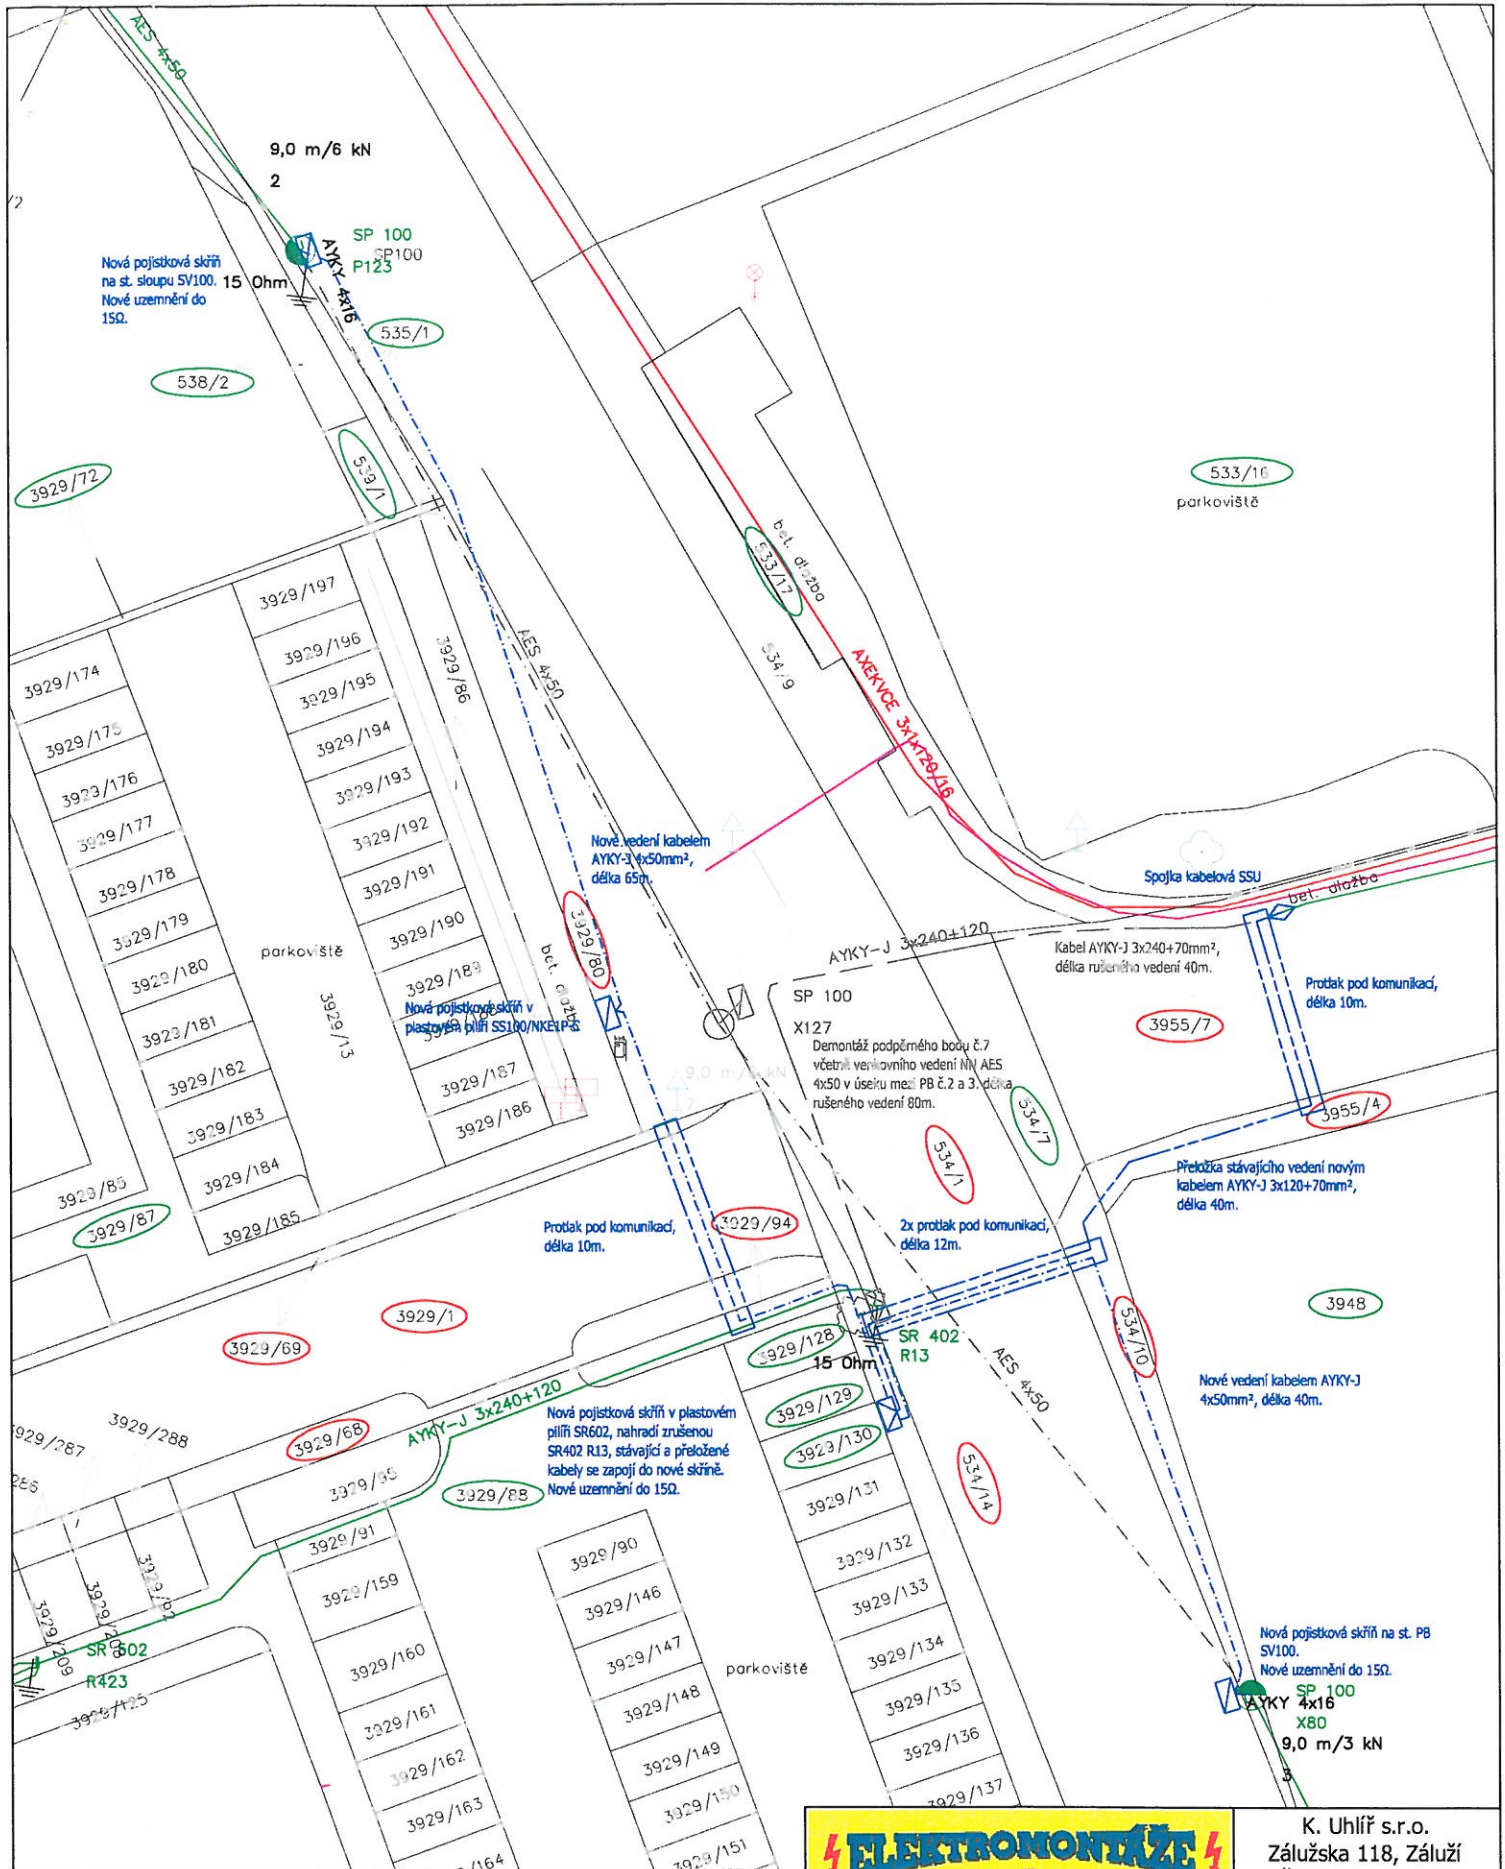 AES 4x50
9,0 m/6 kN
2
/2
SP 100
SP100
P123
AYKY 4x16
Nová pojistková skříň
na st. sloupu SV100.
Nové uzemnění do
15Ω.
15 Ohm
535/1
538/2
539/1
3929/72
533/16
parkoviště
bet. dlažba
533/17
534/9
AXEKVCE 3x1x120/16
AES 4x50
3929/86
3929/197
3929/196
3929/195
3929/194
3929/193
3929/192
3929/191
3929/190
3929/189
3929/187
3929/186
3929/174
3929/175
3929/176
3929/177
3929/178
3929/179
3929/180
3929/181
3929/182
3929/183
3929/184
3929/185
parkoviště
3929/13
3929/85
3929/87
bet. dlažba
Nové vedení kabelem
AYKY-J 4x50mm²,
délka 65m.
3929/80
Nová pojistková skříň v
plastovém pilíři SS100/NKE1P-C
Spojka kabelová SSU
bet. dlažba
AYKY-J 3x240+120
Kabel AYKY-J 3x240+70mm²,
délka rušeného vedení 40m.
Protlak pod komunikací,
délka 10m.
3955/7
3955/4
SP 100
X127
Demontáž podpěrného bodu č.7
včetně venkovního vedení NN AES
4x50 v úseku mezi PB č.2 a 3. délka
rušeného vedení 80m.
534/7
534/1
Přeložka stávajícího vedení novým
kabelem AYKY-J 3x120+70mm²,
délka 40m.
Protlak pod komunikací,
délka 10m.
3929/94
2x protlak pod komunikací,
délka 12m.
3948
3929/1
3929/69
3929/128
SR 402
R13
15 Ohm
534/10
AES 4x50
Nové vedení kabelem AYKY-J
4x50mm², délka 40m.
3929/129
3929/130
AYKY-J 3x240+120
3929/68
3929/288
3929/287
286
3929/95
3929/88
Nová pojistková skříň v plastovém
pilíři SR602, nahradí zrušenou
SR402 R13, stávající a přeložené
kabely se zapojí do nové skříně.
Nové uzemnění do 15Ω.
534/14
3929/131
3929/132
3929/133
3929/134
3929/135
3929/136
3929/137
3929/91
3929/159
3929/160
3929/161
3929/162
3929/163
/164
3929/90
3929/146
3929/147
3929/148
3929/149
3929/150
3929/151
parkoviště
3929/92
3929/208
3929/209
SR 602
R423
3929/125
Nová pojistková skříň na st. PB
SV100.
Nové uzemnění do 15Ω.
SP 100
AYKY 4x16
X80
9,0 m/3 kN
3
ELEKTROMONTÁŽE
K. Uhlíř s.r.o.
Zálužska 118, Záluží